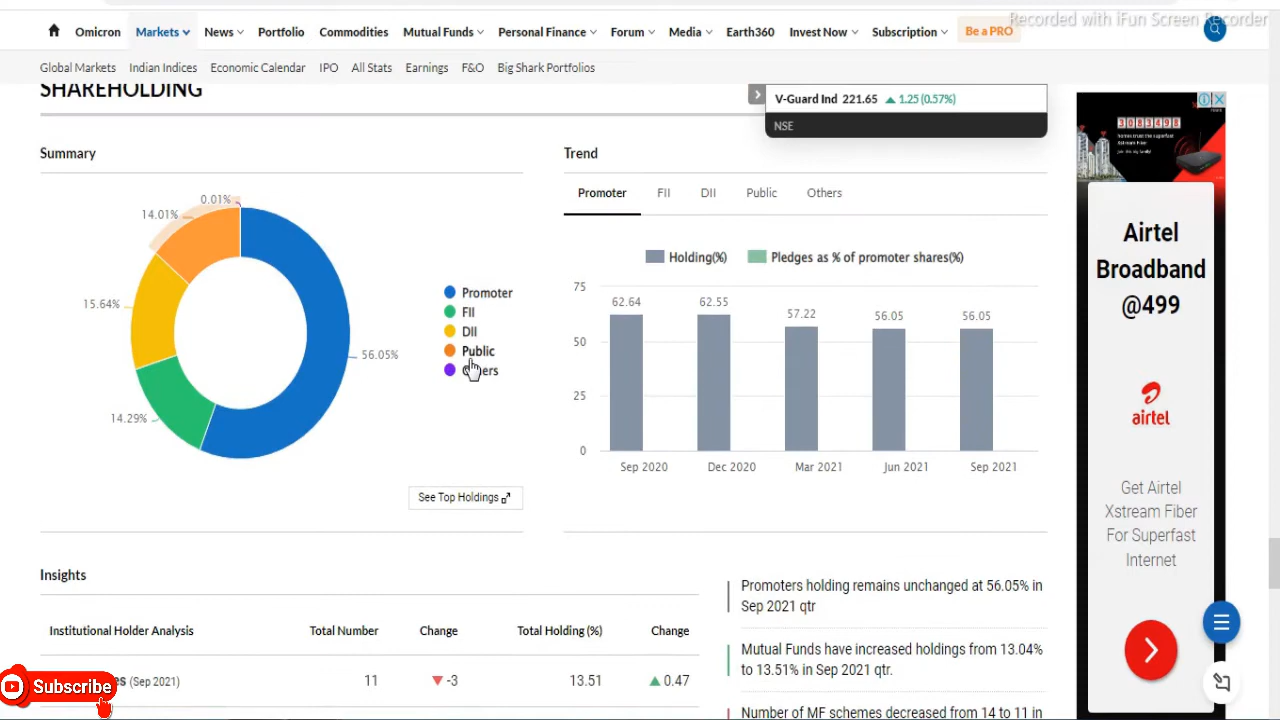 Recorded with iFun Screen Recorder
Omicron Markets News Portfolio Commodities Mutual Funds Personal Finance Forum Media Earth360 Invest Now Subscription Be a PRO
Global Markets Indian Indices Economic Calendar IPO All Stats Earnings F&O Big Shark Portfolios
SHAREHOLDING
V-Guard Ind 221.65 ▲ 1.25 (0.57%)
NSE
Summary
0.01%
14.01%
15.64%
14.29%
56.05%
Promoter
FII
DII
Public
Others
See Top Holdings
Trend
Promoter FII DII Public Others
Holding(%) Pledges as % of promoter shares(%)
75
50
25
0
62.64 62.55 57.22 56.05 56.05
Sep 2020 Dec 2020 Mar 2021 Jun 2021 Sep 2021
Insights
Institutional Holder Analysis Total Number Change Total Holding (%) Change
(Sep 2021) 11 ▼ -3 13.51 ▲ 0.47
Promoters holding remains unchanged at 56.05% in
Sep 2021 qtr
Mutual Funds have increased holdings from 13.04%
to 13.51% in Sep 2021 qtr.
Number of MF schemes decreased from 14 to 11 in
3083498
homes trust the superfast
Xstream Fiber
Airtel
Broadband
@499
airtel
Get Airtel
Xstream Fiber
For Superfast
Internet
Subscribe